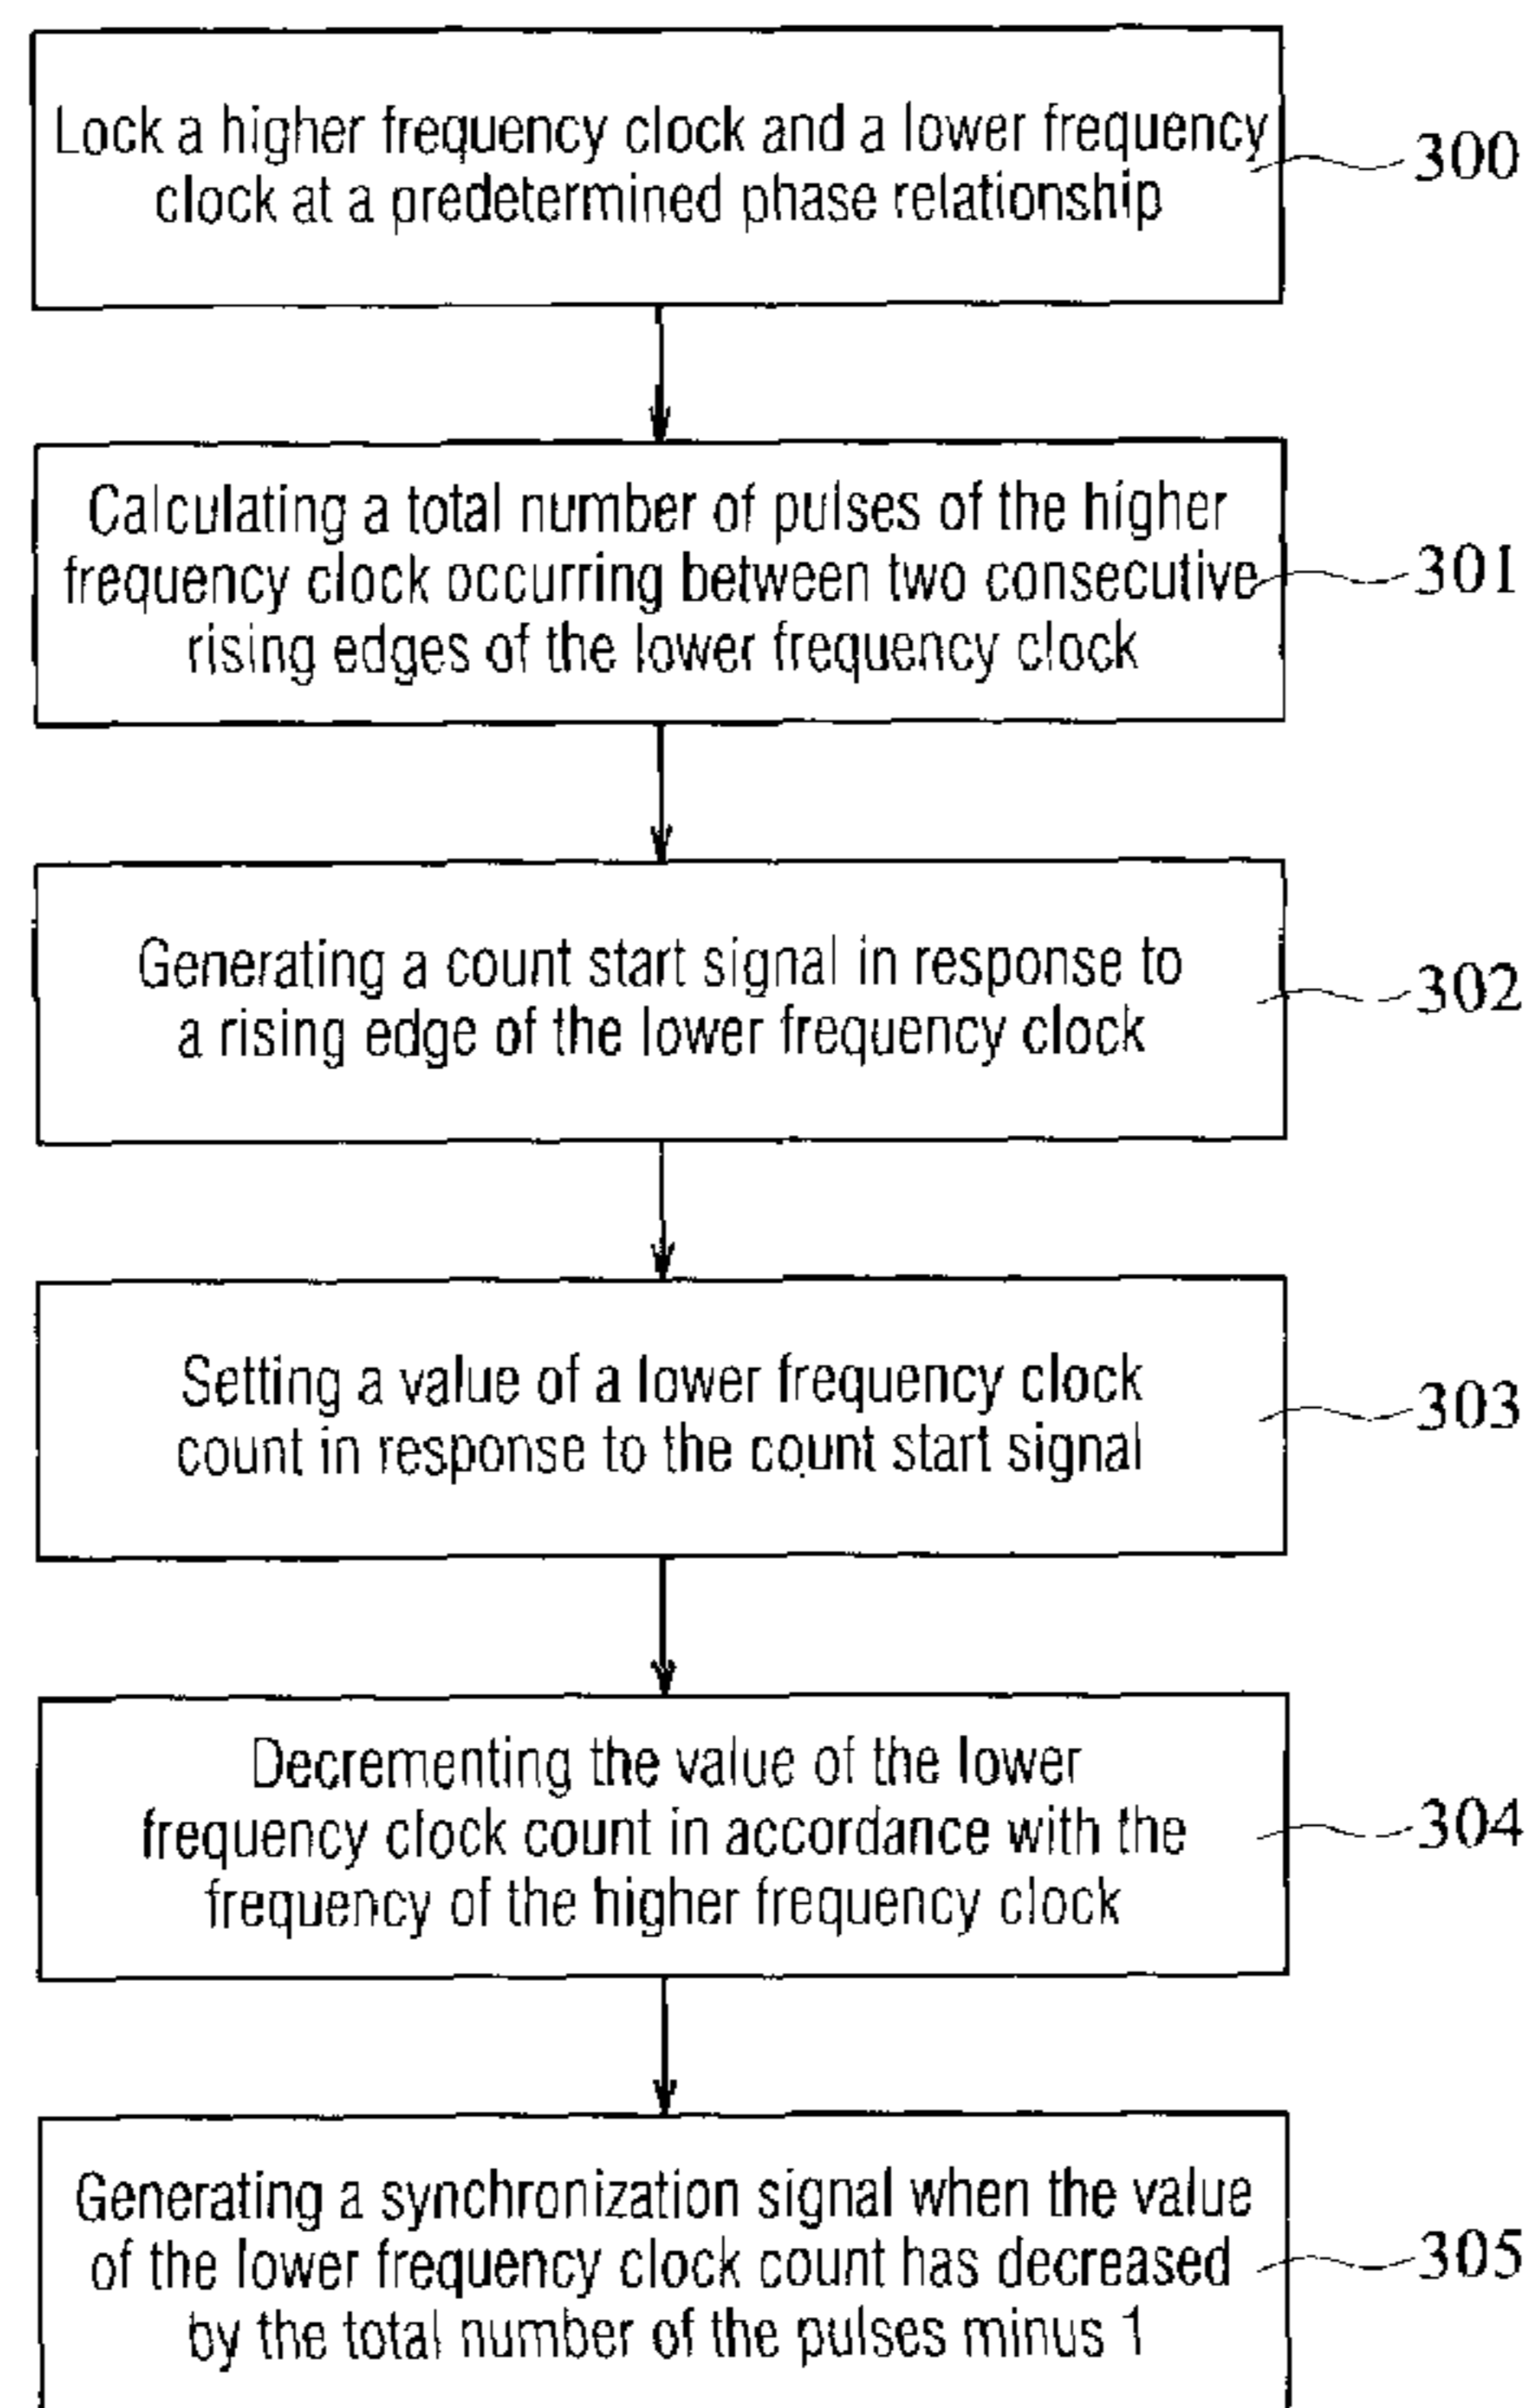 Lock a higher frequency clock and a lower frequency
clock at a predetermined phase relationship
300
Calculating a total number of pulses of the higher
frequency clock occurring between two consecutive
rising edges of the lower frequency clock
301
Generating a count start signal in response to
a rising edge of the lower frequency clock
302
Setting a value of a lower frequency clock
count in response to the count start signal
303
Decrementing the value of the lower
frequency clock count in accordance with the
frequency of the higher frequency clock
304
Generating a synchronization signal when the value
of the lower frequency clock count has decreased
by the total number of the pulses minus 1
305